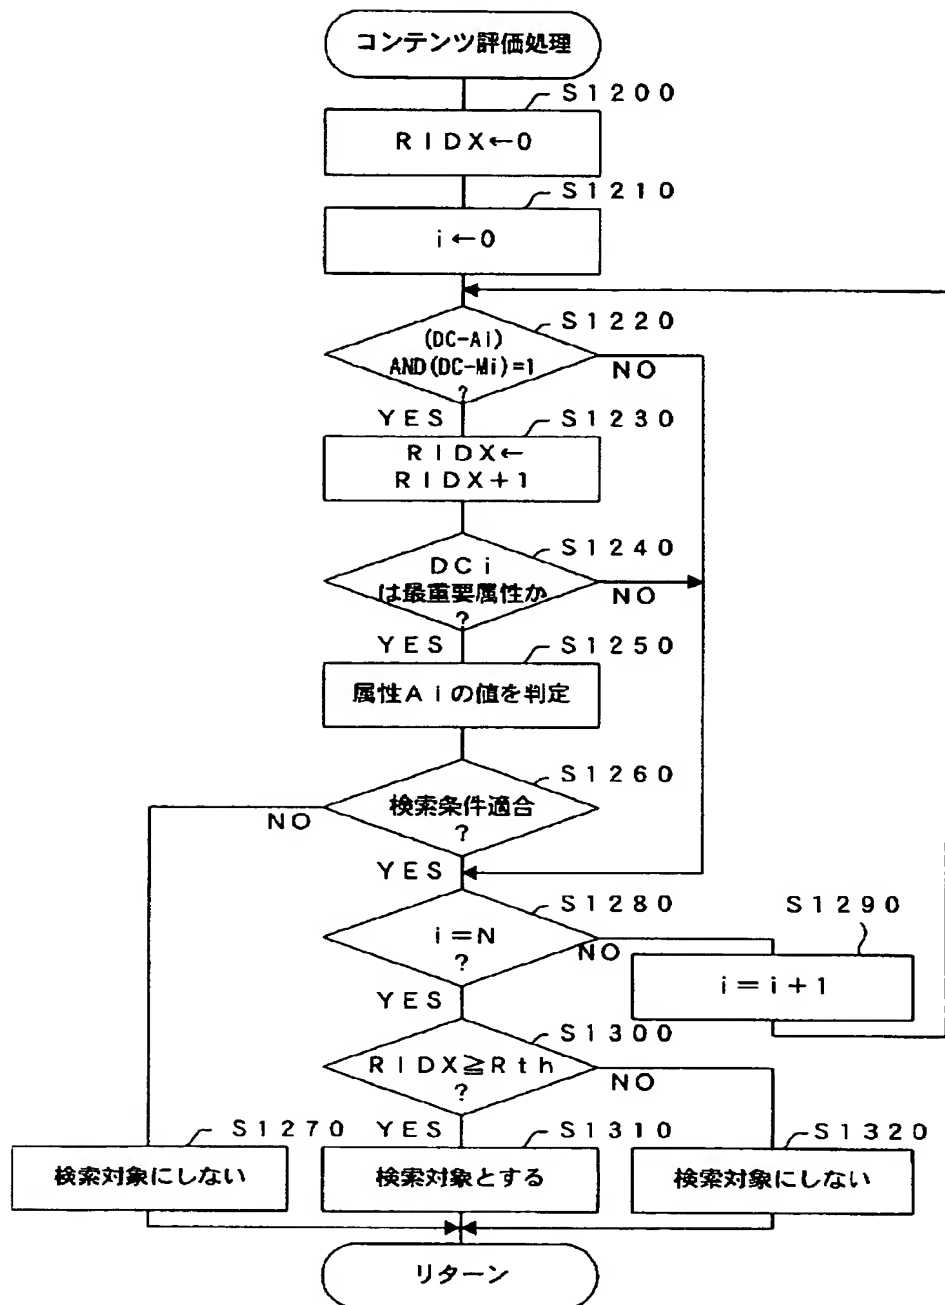 コンテンツ評価処理
S1200
RIDX←0
S1210
i←0
S1220
(DC-Ai)
AND(DC-Mi)=1
?
NO
YES
S1230
RIDX←
RIDX+1
S1240
DCi
は最重要属性か
?
NO
YES
S1250
属性Aiの値を判定
S1260
検索条件適合
?
NO
YES
S1280
i=N
?
NO
S1290
i=i+1
YES
S1300
RIDX≧Rth
?
NO
S1270
YES
S1310
S1320
検索対象にしない
検索対象とする
検索対象にしない
リターン